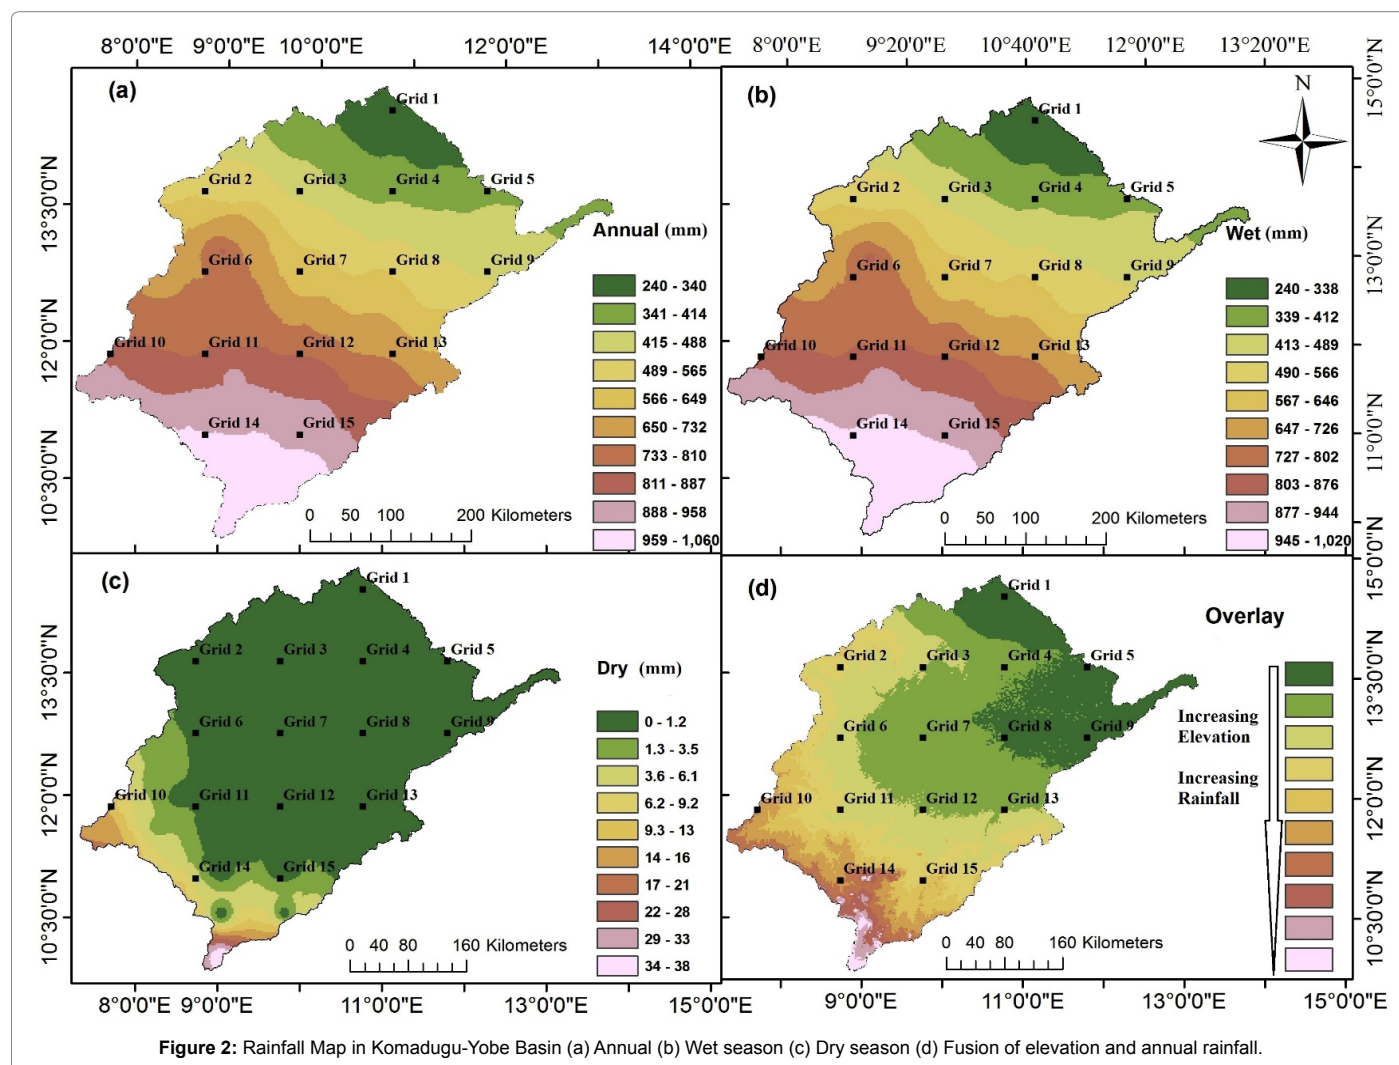 8°0'0"E 9°0'0"E 10°0'0"E 12°0'0"E 14°0'0"E 8°0'0"E 9°20'0"E 10°40'0"E 12°0'0"E 13°20'0"E
(a)
Grid 1
Grid 2 Grid 3 Grid 4 Grid 5
Grid 6 Grid 7 Grid 8 Grid 9
Grid 10 Grid 11 Grid 12 Grid 13
Grid 14 Grid 15
13°30'0"N
12°0'0"N
10°30'0"N
Annual (mm)
240 - 340
341 - 414
415 - 488
489 - 565
566 - 649
650 - 732
733 - 810
811 - 887
888 - 958
959 - 1,060
0 50 100 200 Kilometers
(b)
N
Grid 1
Grid 2 Grid 3 Grid 4 Grid 5
Grid 6 Grid 7 Grid 8 Grid 9
Grid 10 Grid 11 Grid 12 Grid 13
Grid 14 Grid 15
15°0'0"N
13°0'0"N
11°0'0"N
Wet (mm)
240 - 338
339 - 412
413 - 489
490 - 566
567 - 646
647 - 726
727 - 802
803 - 876
877 - 944
945 - 1,020
0 50 100 200 Kilometers
(c)
Grid 1
Grid 2 Grid 3 Grid 4 Grid 5
Grid 6 Grid 7 Grid 8 Grid 9
Grid 10 Grid 11 Grid 12 Grid 13
Grid 14 Grid 15
13°30'0"N
12°0'0"N
10°30'0"N
Dry (mm)
0 - 1.2
1.3 - 3.5
3.6 - 6.1
6.2 - 9.2
9.3 - 13
14 - 16
17 - 21
22 - 28
29 - 33
34 - 38
0 40 80 160 Kilometers
(d)
Grid 1
Grid 2 Grid 3 Grid 4 Grid 5
Grid 6 Grid 7 Grid 8 Grid 9
Grid 10 Grid 11 Grid 12 Grid 13
Grid 14 Grid 15
Overlay
Increasing
Elevation
Increasing
Rainfall
15°0'0"N
13°30'0"N
12°0'0"N
10°30'0"N
0 40 80 160 Kilometers
8°0'0"E 9°0'0"E 11°0'0"E 13°0'0"E 15°0'0"E 9°0'0"E 11°0'0"E 13°0'0"E 15°0'0"E
Figure 2: Rainfall Map in Komadugu-Yobe Basin (a) Annual (b) Wet season (c) Dry season (d) Fusion of elevation and annual rainfall.